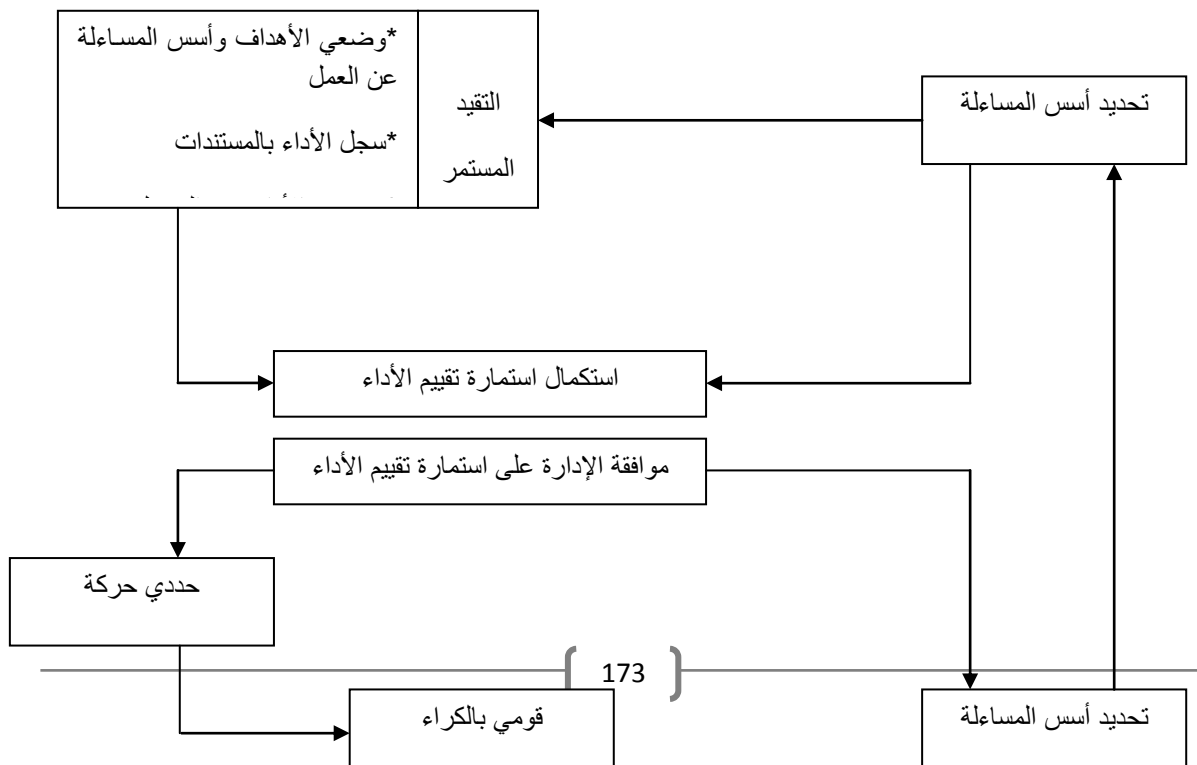 *وضعي الأهداف وأسس المساءلة
عن العمل
*سجل الأداء بالمستندات
التقيد
المستمر
تحديد أسس المساءلة
استكمال استمارة تقييم الأداء
موافقة الإدارة على استمارة تقييم الأداء
حددي حركة
173
قومي بالكراء
تحديد أسس المساءلة